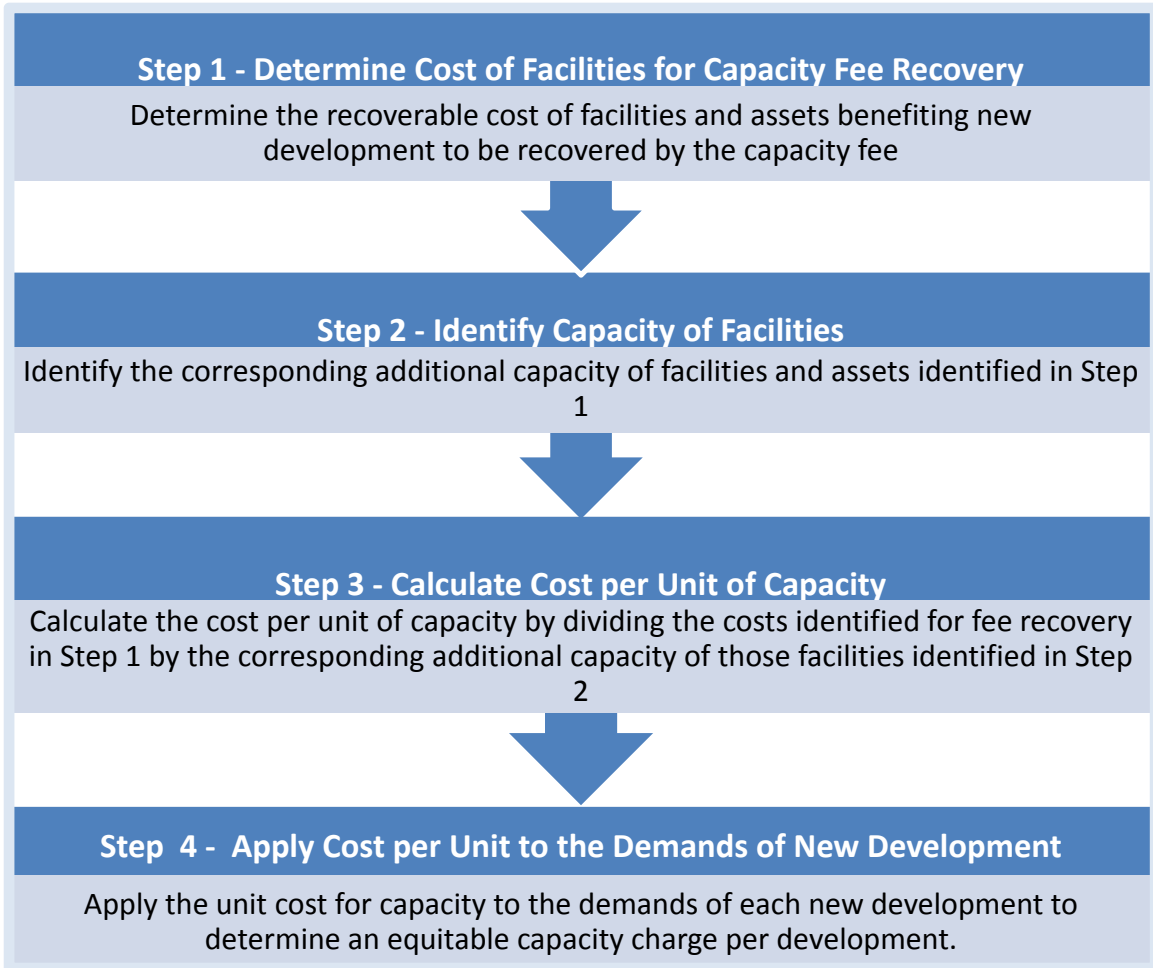 Step 1 - Determine Cost of Facilities for Capacity Fee Recovery
Determine the recoverable cost of facilities and assets benefiting new
development to be recovered by the capacity fee
Step 2 - Identify Capacity of Facilities
Identify the corresponding additional capacity of facilities and assets identified in Step
1
Step 3 - Calculate Cost per Unit of Capacity
Calculate the cost per unit of capacity by dividing the costs identified for fee recovery
in Step 1 by the corresponding additional capacity of those facilities identified in Step
2
Step  4 -  Apply Cost per Unit to the Demands of New Development
Apply the unit cost for capacity to the demands of each new development to
determine an equitable capacity charge per development.